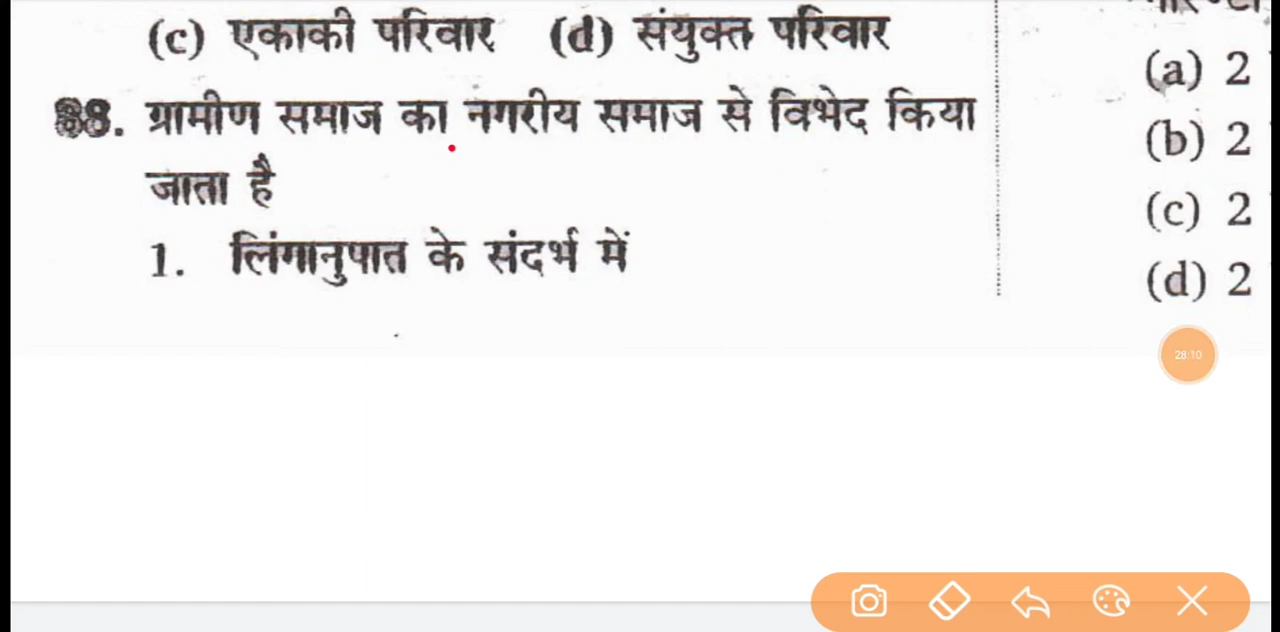 (c) एकाकी परिवार (d) संयुक्त परिवार
88. ग्रामीण समाज का नगरीय समाज से विभेद किया
जाता है
1. लिंगानुपात के संदर्भ में
(a) 2
(b) 2
(c) 2
(d) 2
28:10